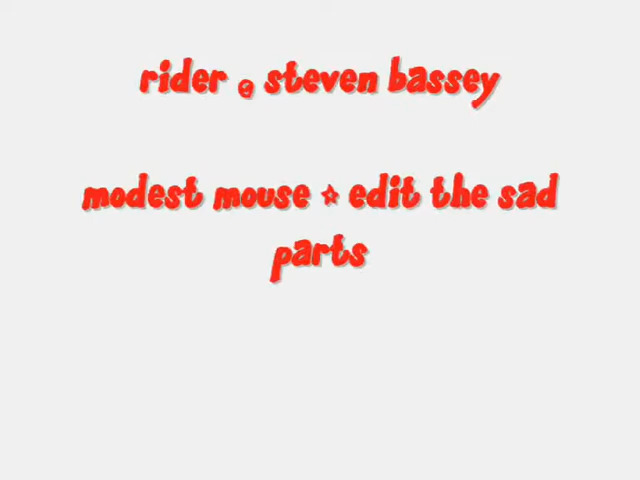 rider • steven bassey
modest mouse ☆ edit the sad
parts